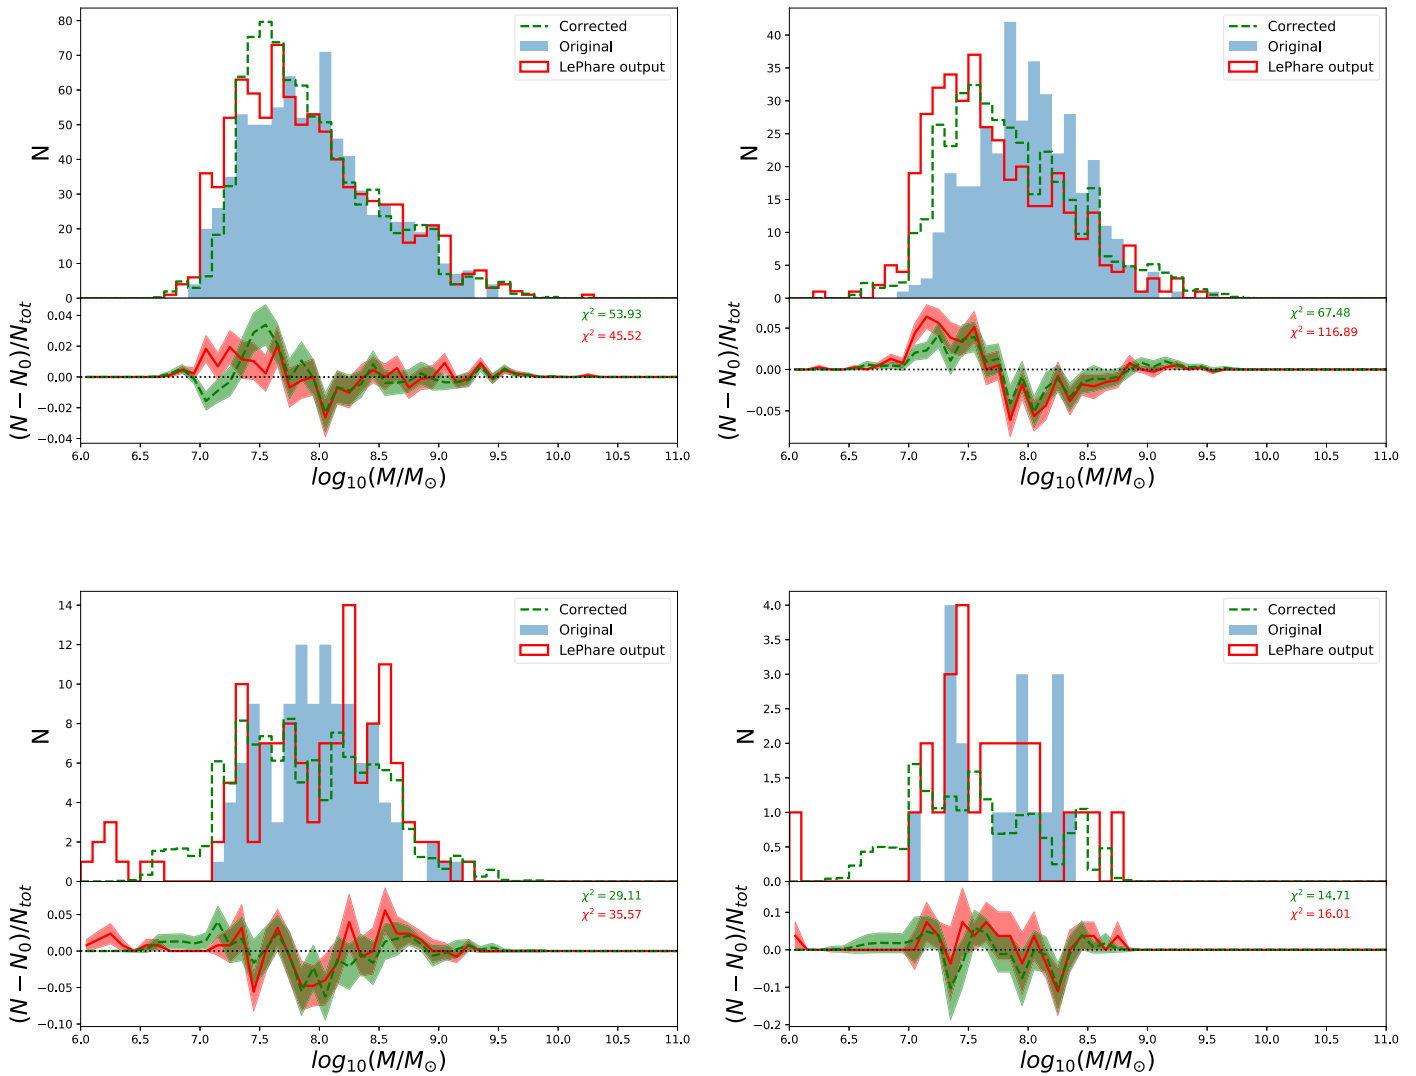 80
70
60
50
40
30
20
10
0
N
Corrected
Original
LePhare output
0.04
0.02
0.00
−0.02
−0.04
(N − N₀)/N_tot
χ² = 53.93
χ² = 45.52
6.0 6.5 7.0 7.5 8.0 8.5 9.0 9.5 10.0 10.5 11.0
log₁₀(M/M⊙)
40
35
30
25
20
15
10
5
0
N
Corrected
Original
LePhare output
0.05
0.00
−0.05
(N − N₀)/N_tot
χ² = 67.48
χ² = 116.89
6.0 6.5 7.0 7.5 8.0 8.5 9.0 9.5 10.0 10.5 11.0
log₁₀(M/M⊙)
14
12
10
8
6
4
2
0
N
Corrected
Original
LePhare output
0.05
0.00
−0.05
−0.10
(N − N₀)/N_tot
χ² = 29.11
χ² = 35.57
6.0 6.5 7.0 7.5 8.0 8.5 9.0 9.5 10.0 10.5 11.0
log₁₀(M/M⊙)
4.0
3.5
3.0
2.5
2.0
1.5
1.0
0.5
0.0
N
Corrected
Original
LePhare output
0.1
0.0
−0.1
−0.2
(N − N₀)/N_tot
χ² = 14.71
χ² = 16.01
6.0 6.5 7.0 7.5 8.0 8.5 9.0 9.5 10.0 10.5 11.0
log₁₀(M/M⊙)